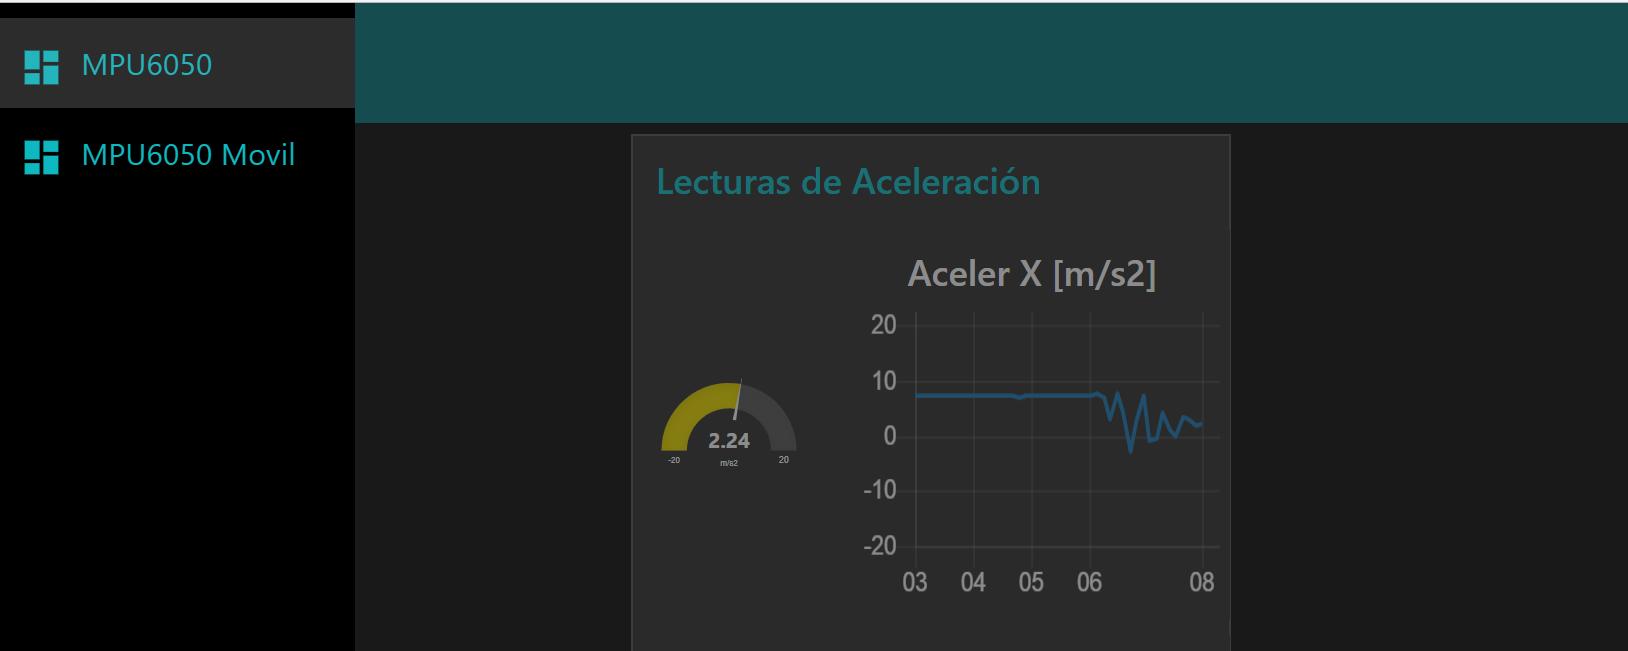 MPU6050
MPU6050 Movil
Lecturas de Aceleración
Aceler X [m/s2]
20
10
0
-10
-20
03 04 05 06 08
2.24
-20 m/s2 20